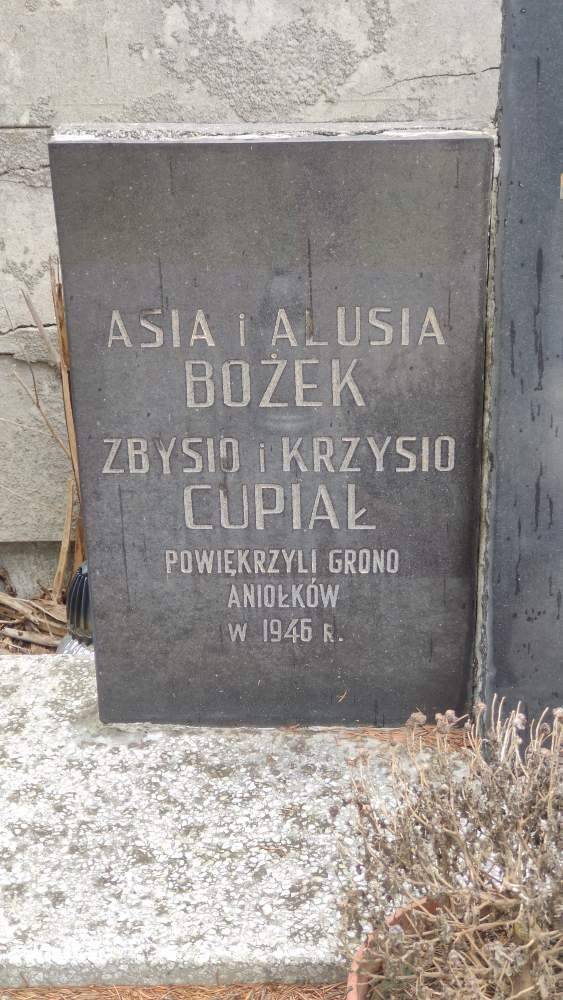 ASIA i ALUSIA
BOŻEK
ZBYSIO i KRZYSIO
CUPIAŁ
POWIĘKRZYLI GRONO
ANIOŁKÓW
W 1946 R.